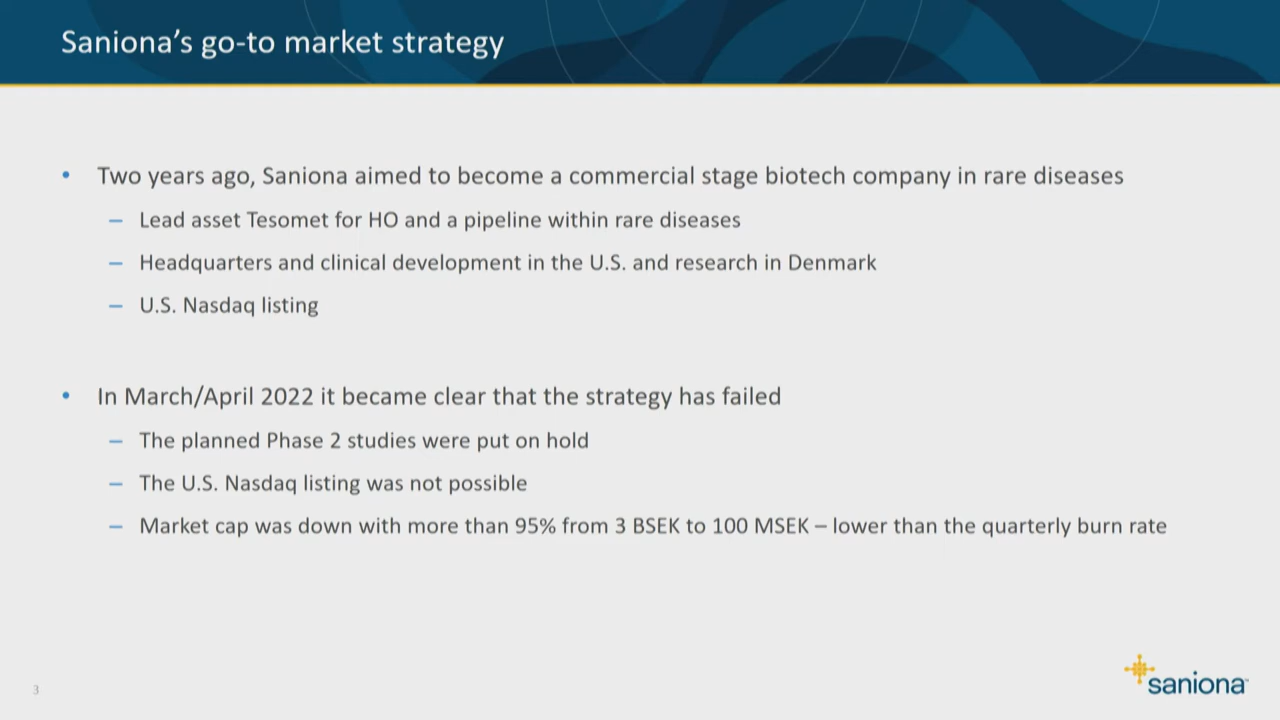 Saniona’s go-to market strategy
• Two years ago, Saniona aimed to become a commercial stage biotech company in rare diseases
– Lead asset Tesomet for HO and a pipeline within rare diseases
– Headquarters and clinical development in the U.S. and research in Denmark
– U.S. Nasdaq listing
• In March/April 2022 it became clear that the strategy has failed
– The planned Phase 2 studies were put on hold
– The U.S. Nasdaq listing was not possible
– Market cap was down with more than 95% from 3 BSEK to 100 MSEK – lower than the quarterly burn rate
3
saniona